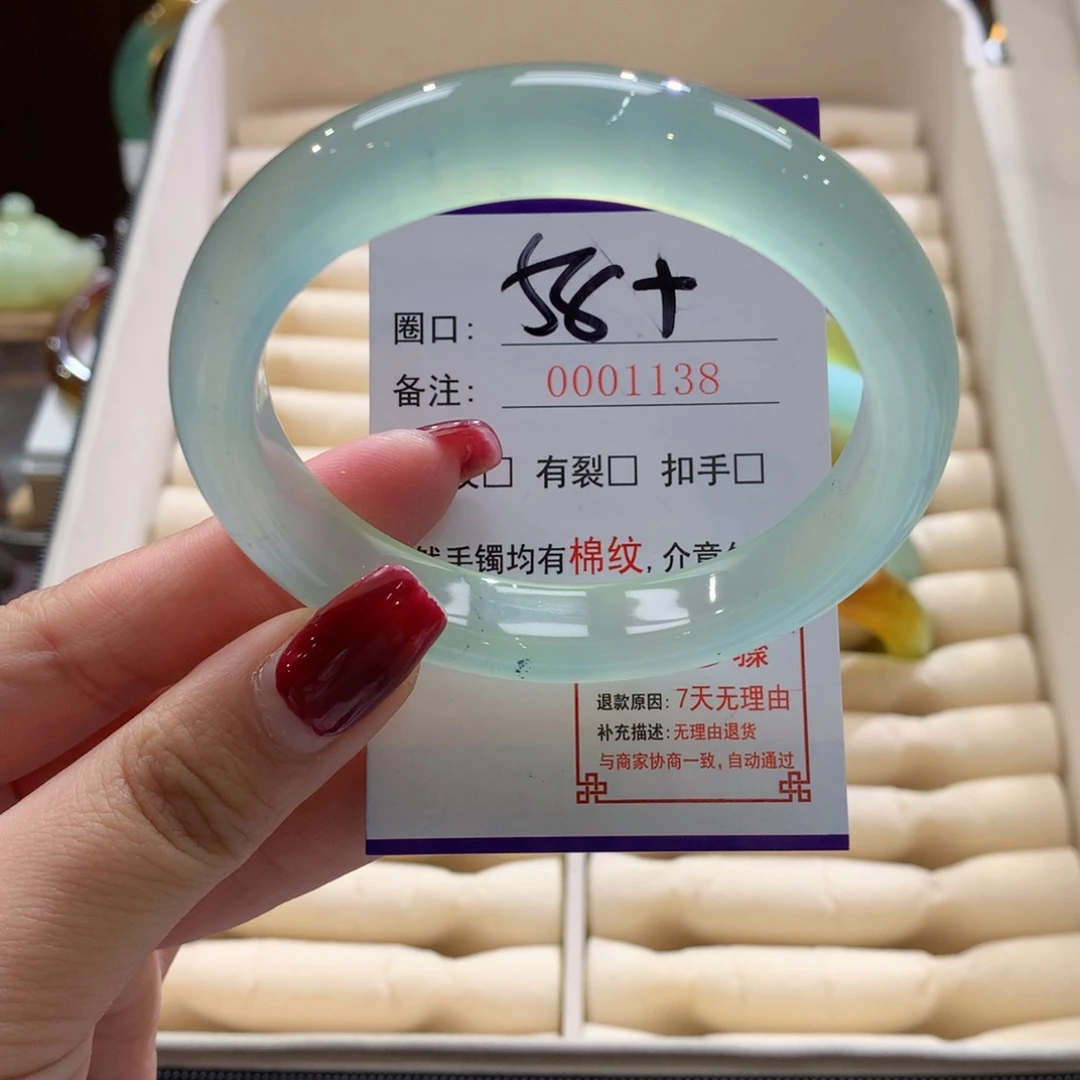 圈口: 58+
备注: 0001138
□ 有裂□ 扣手□
手镯均有棉纹, 介意
骤
退款原因: 7天无理由
补充描述: 无理由退货
与商家协商一致, 自动通过